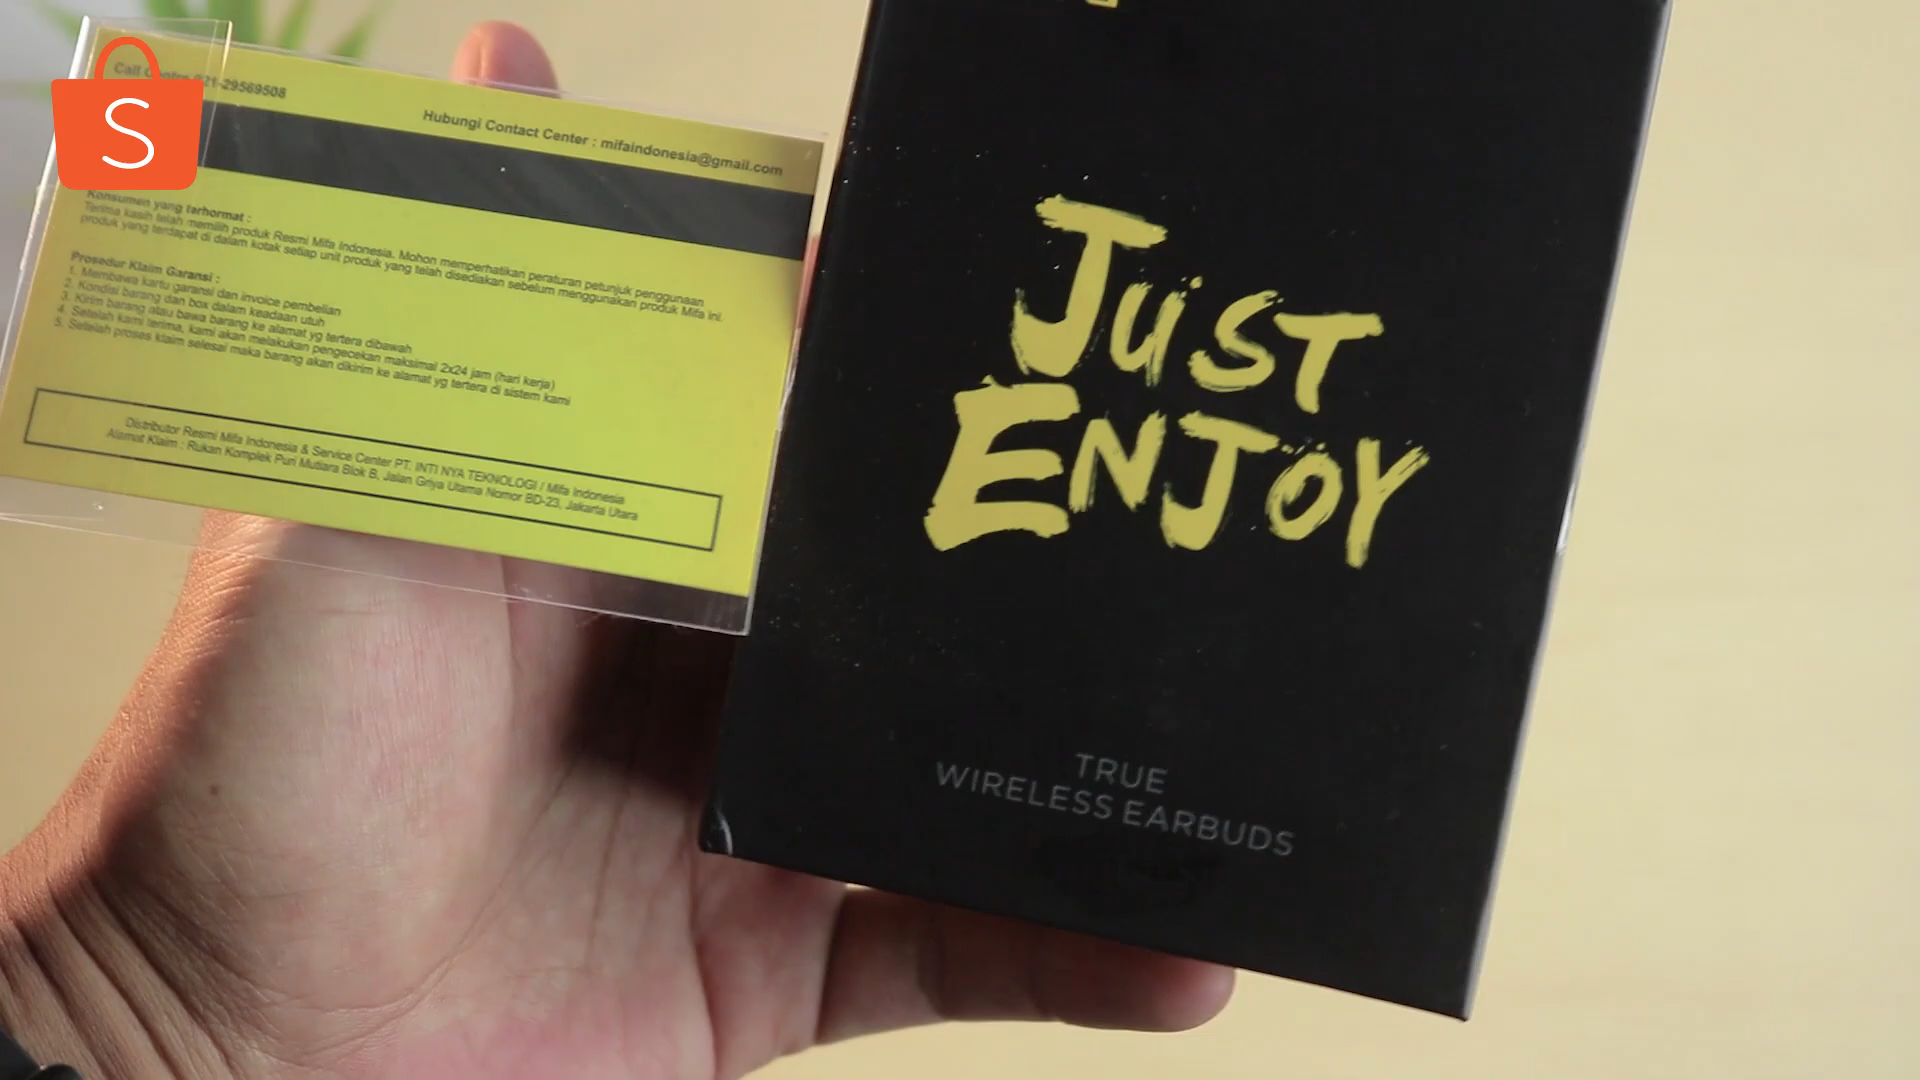 Call Centre 021-29569508
Hubungi Contact Center : mifaindonesia@gmail.com
Konsumen yang terhormat :
Terima kasih telah memilih produk Resmi Mifa Indonesia. Mohon memperhatikan peraturan petunjuk penggunaan
produk yang terdapat di dalam kotak setiap unit produk yang telah disediakan sebelum menggunakan produk Mifa ini.
Prosedur Klaim Garansi :
1. Membawa kartu garansi dan invoice pembelian
2. Kondisi barang dan box dalam keadaan utuh
3. Kirim barang atau bawa barang ke alamat yg tertera dibawah
4. Setelah kami terima, kami akan melakukan pengecekan maksimal 2x24 jam (hari kerja)
5. Setelah proses klaim selesai maka barang akan dikirim ke alamat yg tertera di sistem kami
Distributor Resmi Mifa Indonesia & Service Center PT. INTI NYA TEKNOLOGI / Mifa Indonesia
Alamat Klaim : Rukan Komplek Puri Mutiara Blok B, Jalan Griya Utama Nomor BD-23, Jakarta Utara
S
JUST
ENJOY
TRUE
WIRELESS EARBUDS